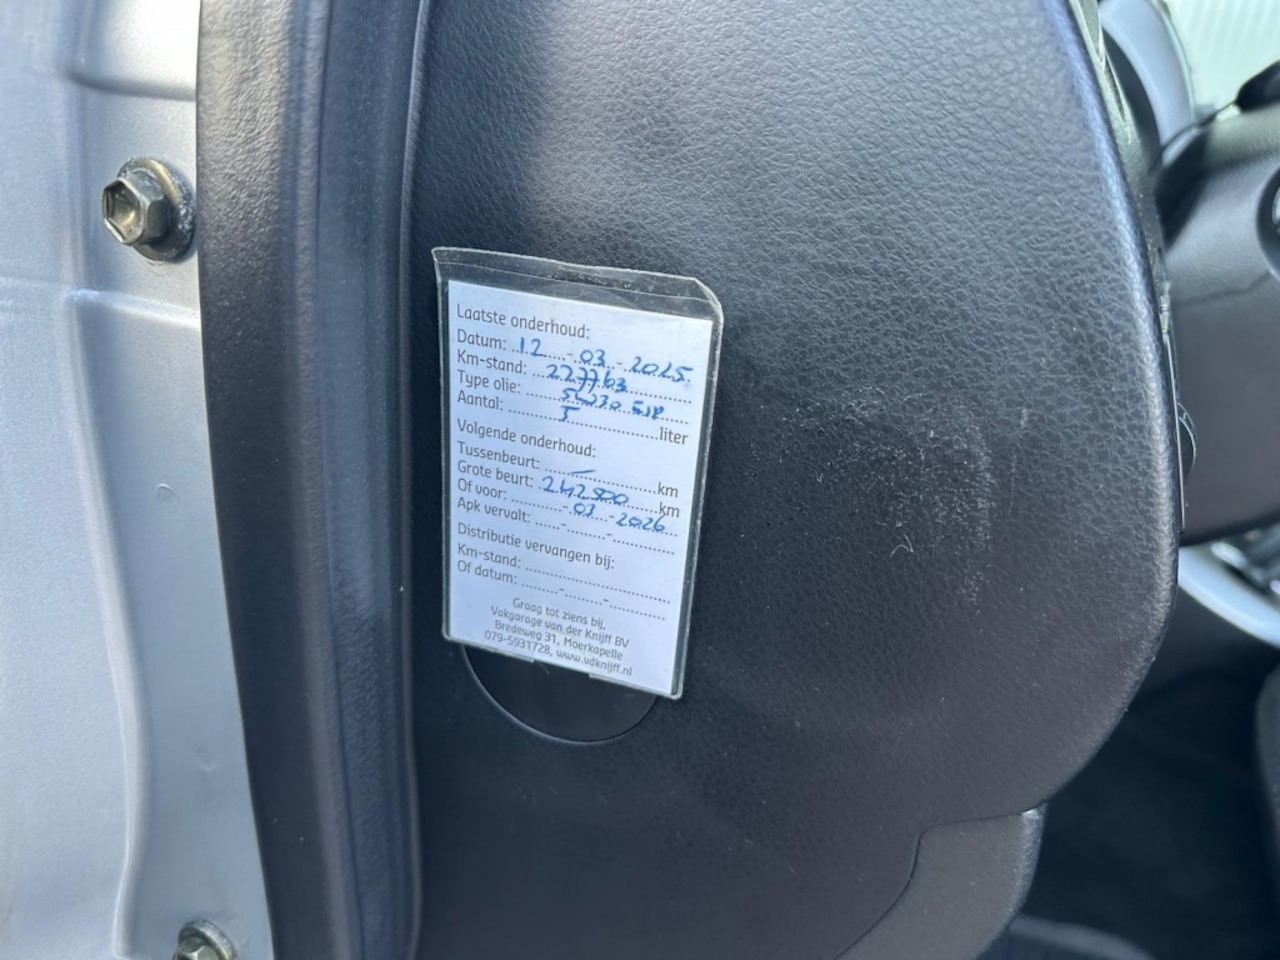 Laatste onderhoud:
Datum: 12 - 03 - 2025
Km-stand: 227763
Type olie: 5W30
Aantal: 5 liter
Volgende onderhoud:
Tussenbeurt: — km
Grote beurt: 242500 km
Of voor: - 03 - 2026
Apk vervalt: - -
Distributie vervangen bij:
Km-stand:
Of datum: - -
Graag tot ziens bij,
Vakgarage van der Knijff BV
Bredeweg 31, Moerkapelle
079-5931728, www.vdknijff.nl